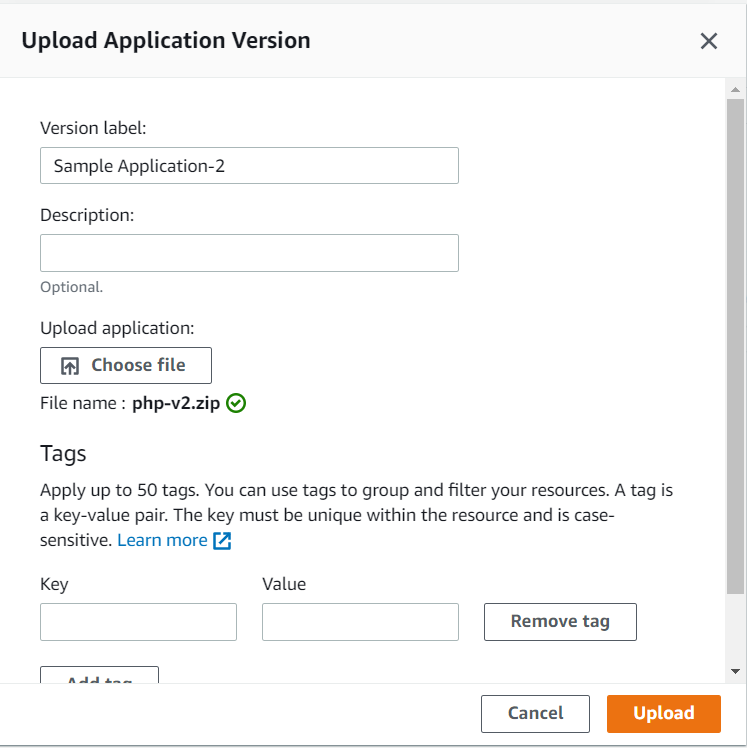 Upload Application Version
Version label:
Sample Application-2
Description:
Optional.
Upload application:
Choose file
File name : php-v2.zip
Tags
Apply up to 50 tags. You can use tags to group and filter your resources. A tag is
a key-value pair. The key must be unique within the resource and is case-
sensitive. Learn more
Key Value
Remove tag
Add tag
Cancel Upload